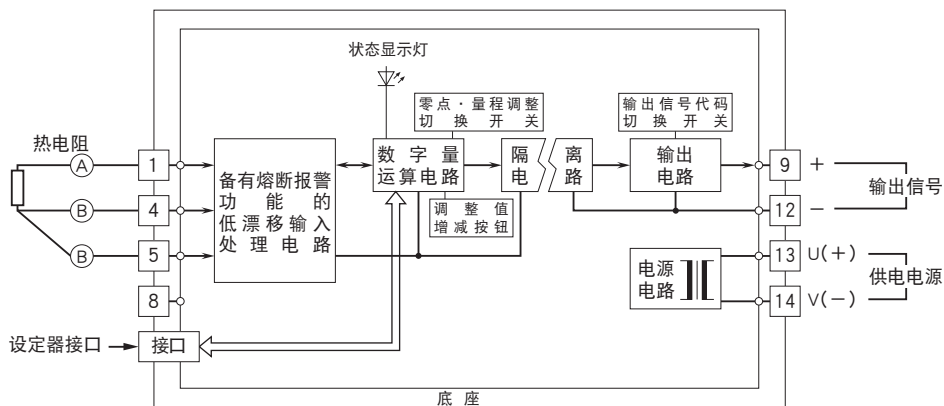 状态显示灯
零点·量程调整
切换开关
输出信号代码
切换开关
热电阻
A
B
B
1
4
5
8
备有熔断报警
功能的
低漂移输入
处理电路
数字量
运算电路
调整值
增减按钮
隔离
电路
输出
电路
9 +
12 −
输出信号
电源
电路
13 U(+)
14 V(−)
供电电源
设定器接口
接口
底座